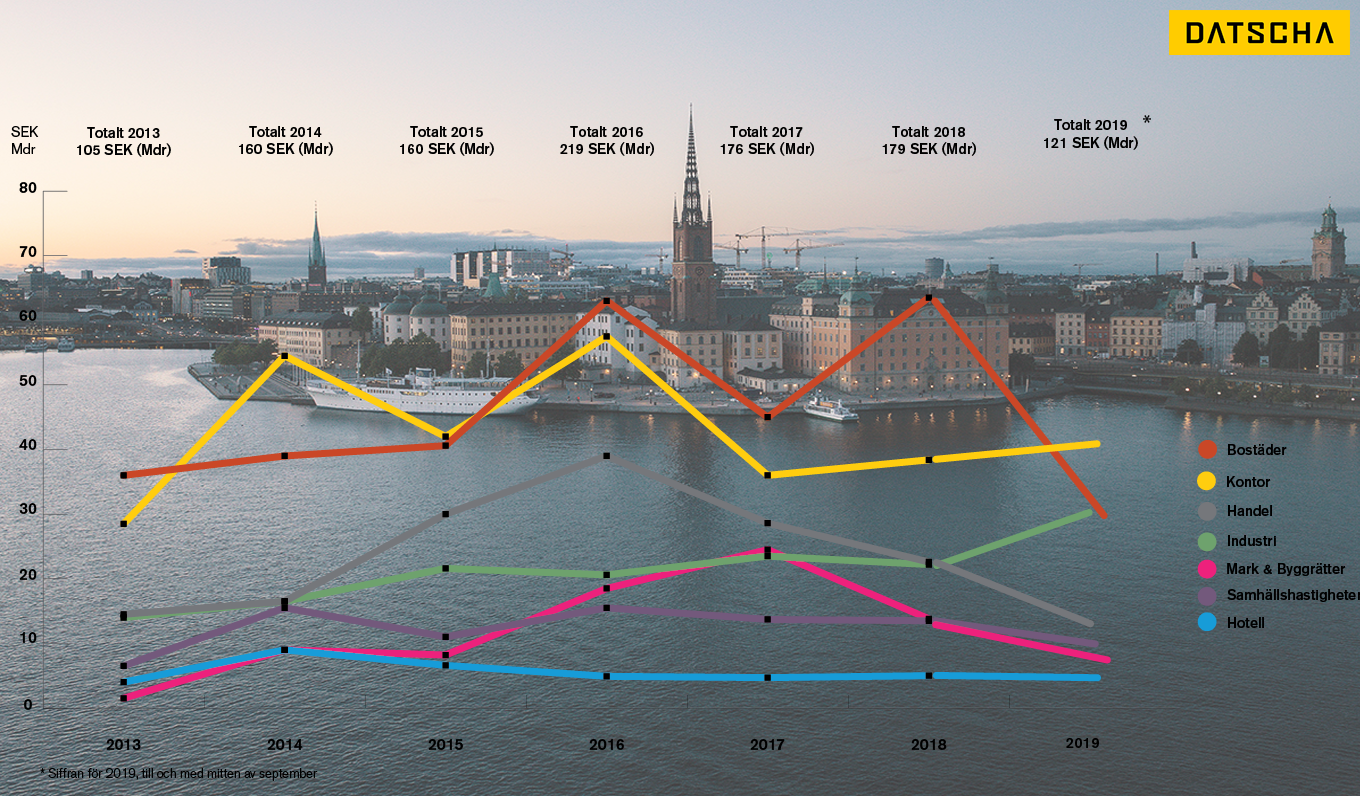 DATSCHA
SEK
Mdr
Totalt 2013
105 SEK (Mdr)
Totalt 2014
160 SEK (Mdr)
Totalt 2015
160 SEK (Mdr)
Totalt 2016
219 SEK (Mdr)
Totalt 2017
176 SEK (Mdr)
Totalt 2018
179 SEK (Mdr)
Totalt 2019 *
121 SEK (Mdr)
80
70
60
50
40
30
20
10
0
Bostäder
Kontor
Handel
Industri
Mark & Byggrätter
Samhällshastigheter
Hotell
2013 2014 2015 2016 2017 2018 2019
* Siffran för 2019, till och med mitten av september